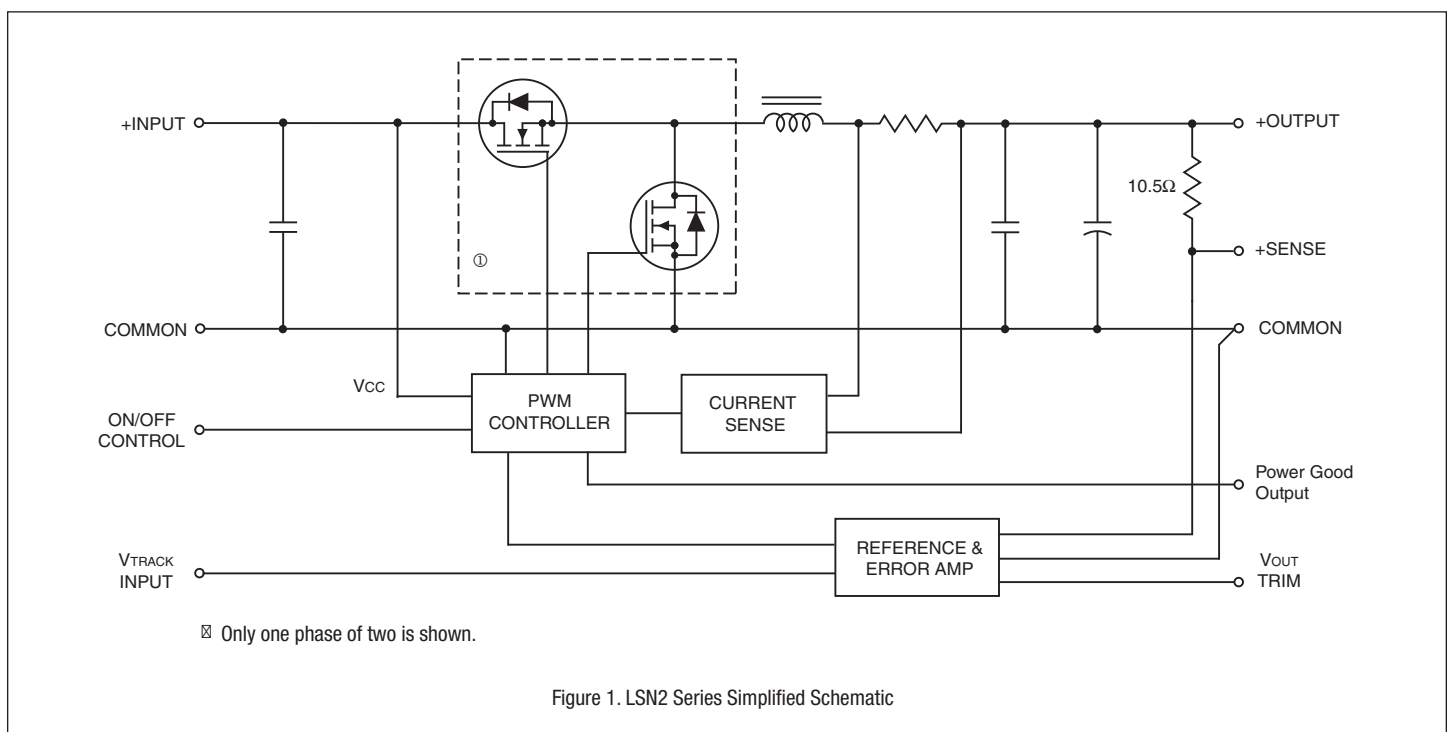 +INPUT
+OUTPUT
10.5Ω
+SENSE
①
COMMON
COMMON
VCC
PWM
CONTROLLER
CURRENT
SENSE
ON/OFF
CONTROL
Power Good
Output
VTRACK
INPUT
REFERENCE &
ERROR AMP
VOUT
TRIM
☒ Only one phase of two is shown.
Figure 1. LSN2 Series Simplified Schematic